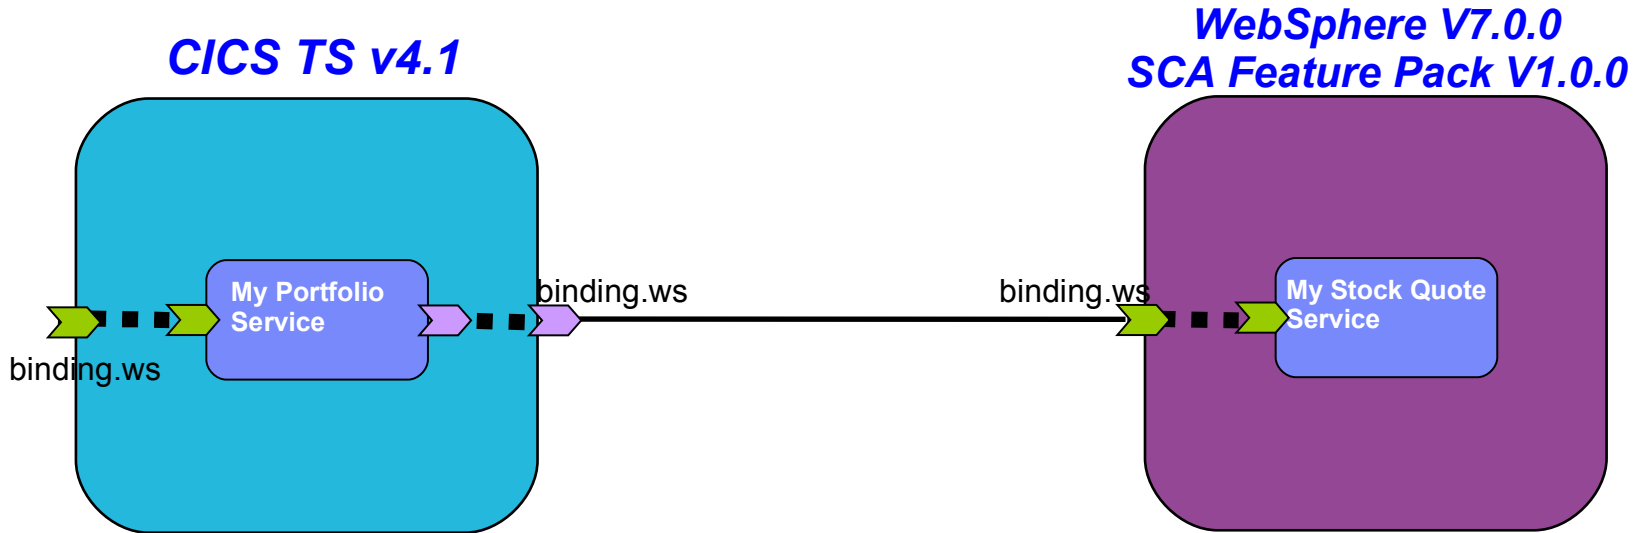 CICS TS v4.1
WebSphere V7.0.0
SCA Feature Pack V1.0.0
My Portfolio
Service
binding.ws
binding.ws
binding.ws
My Stock Quote
Service